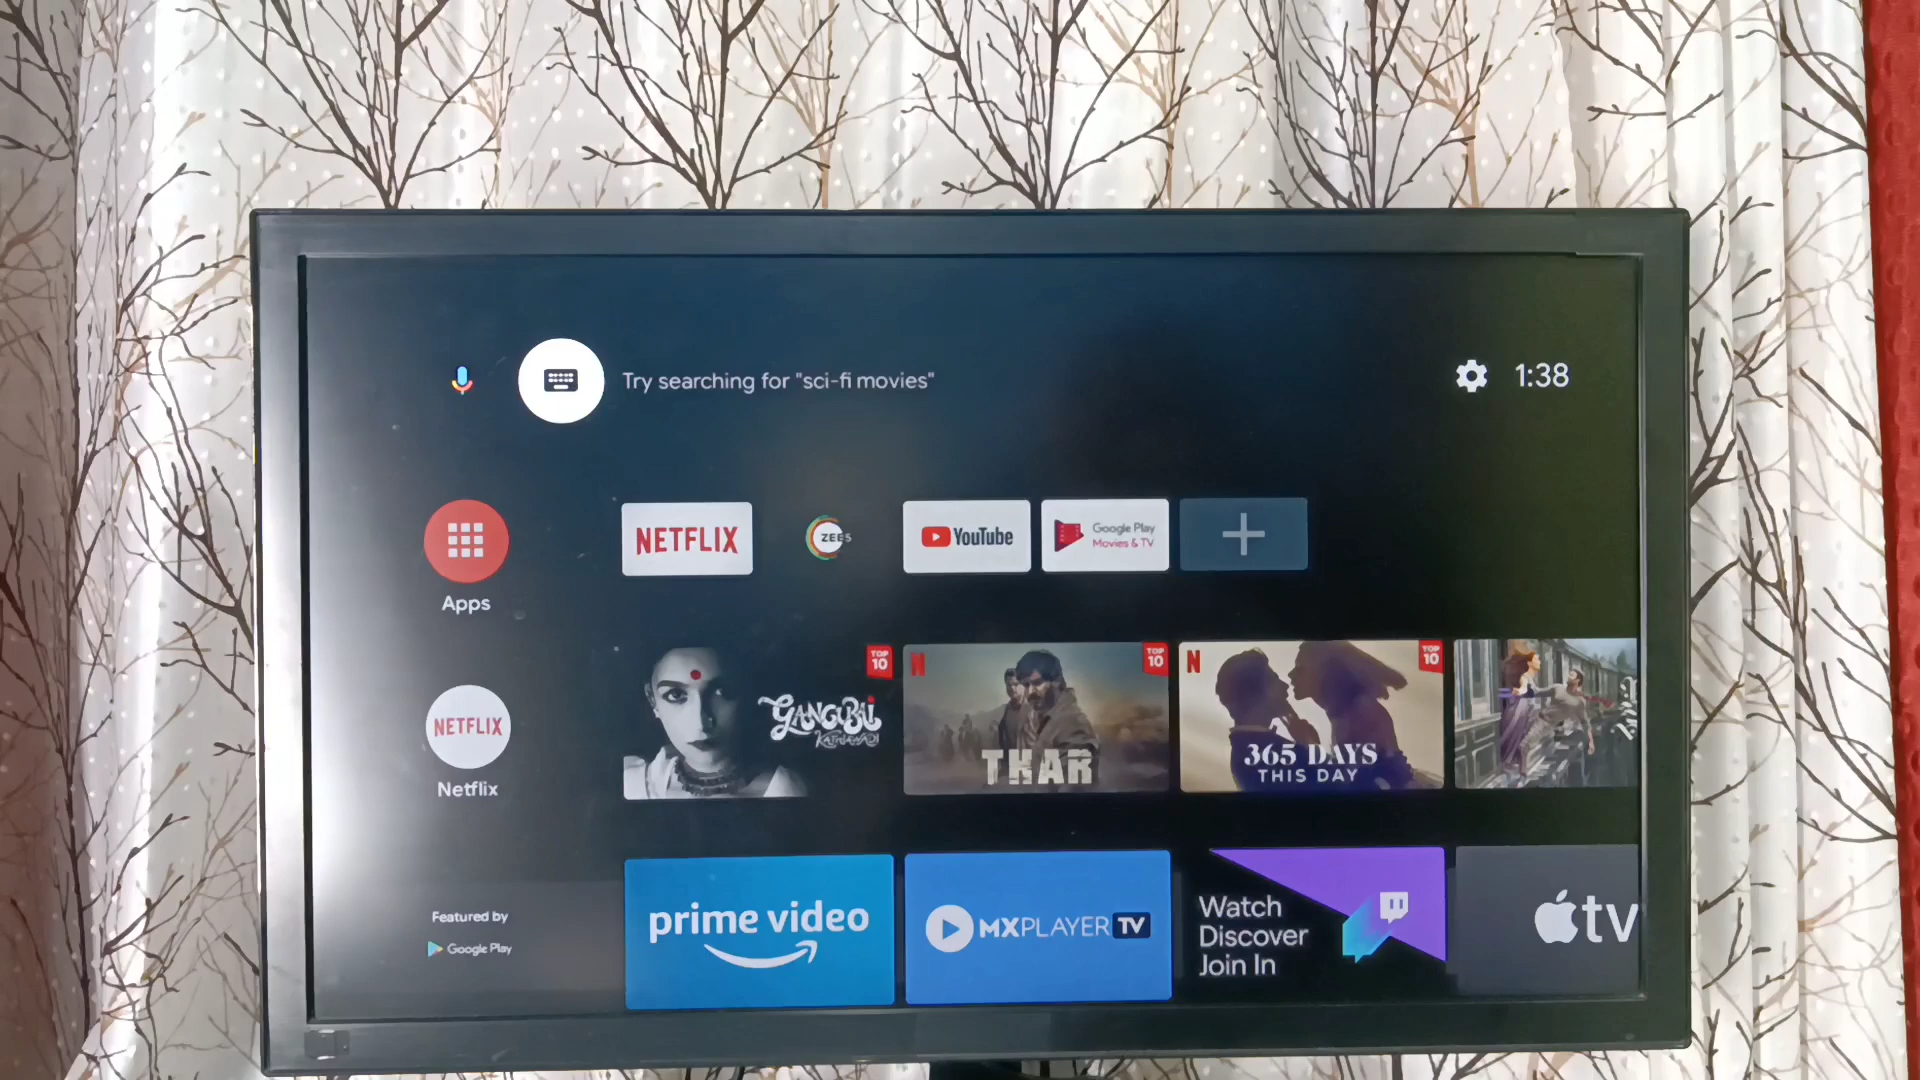 Try searching for "sci-fi movies"
1:38
NETFLIX
ZEE5
YouTube
Google Play
Movies & TV
Apps
TOP
10
GANGUBAI
KATHIAWADI
N
TOP
10
THAR
N
TOP
10
365 DAYS
THIS DAY
NETFLIX
Netflix
Featured by
Google Play
prime video
MXPLAYER TV
Watch
Discover
Join In
tv